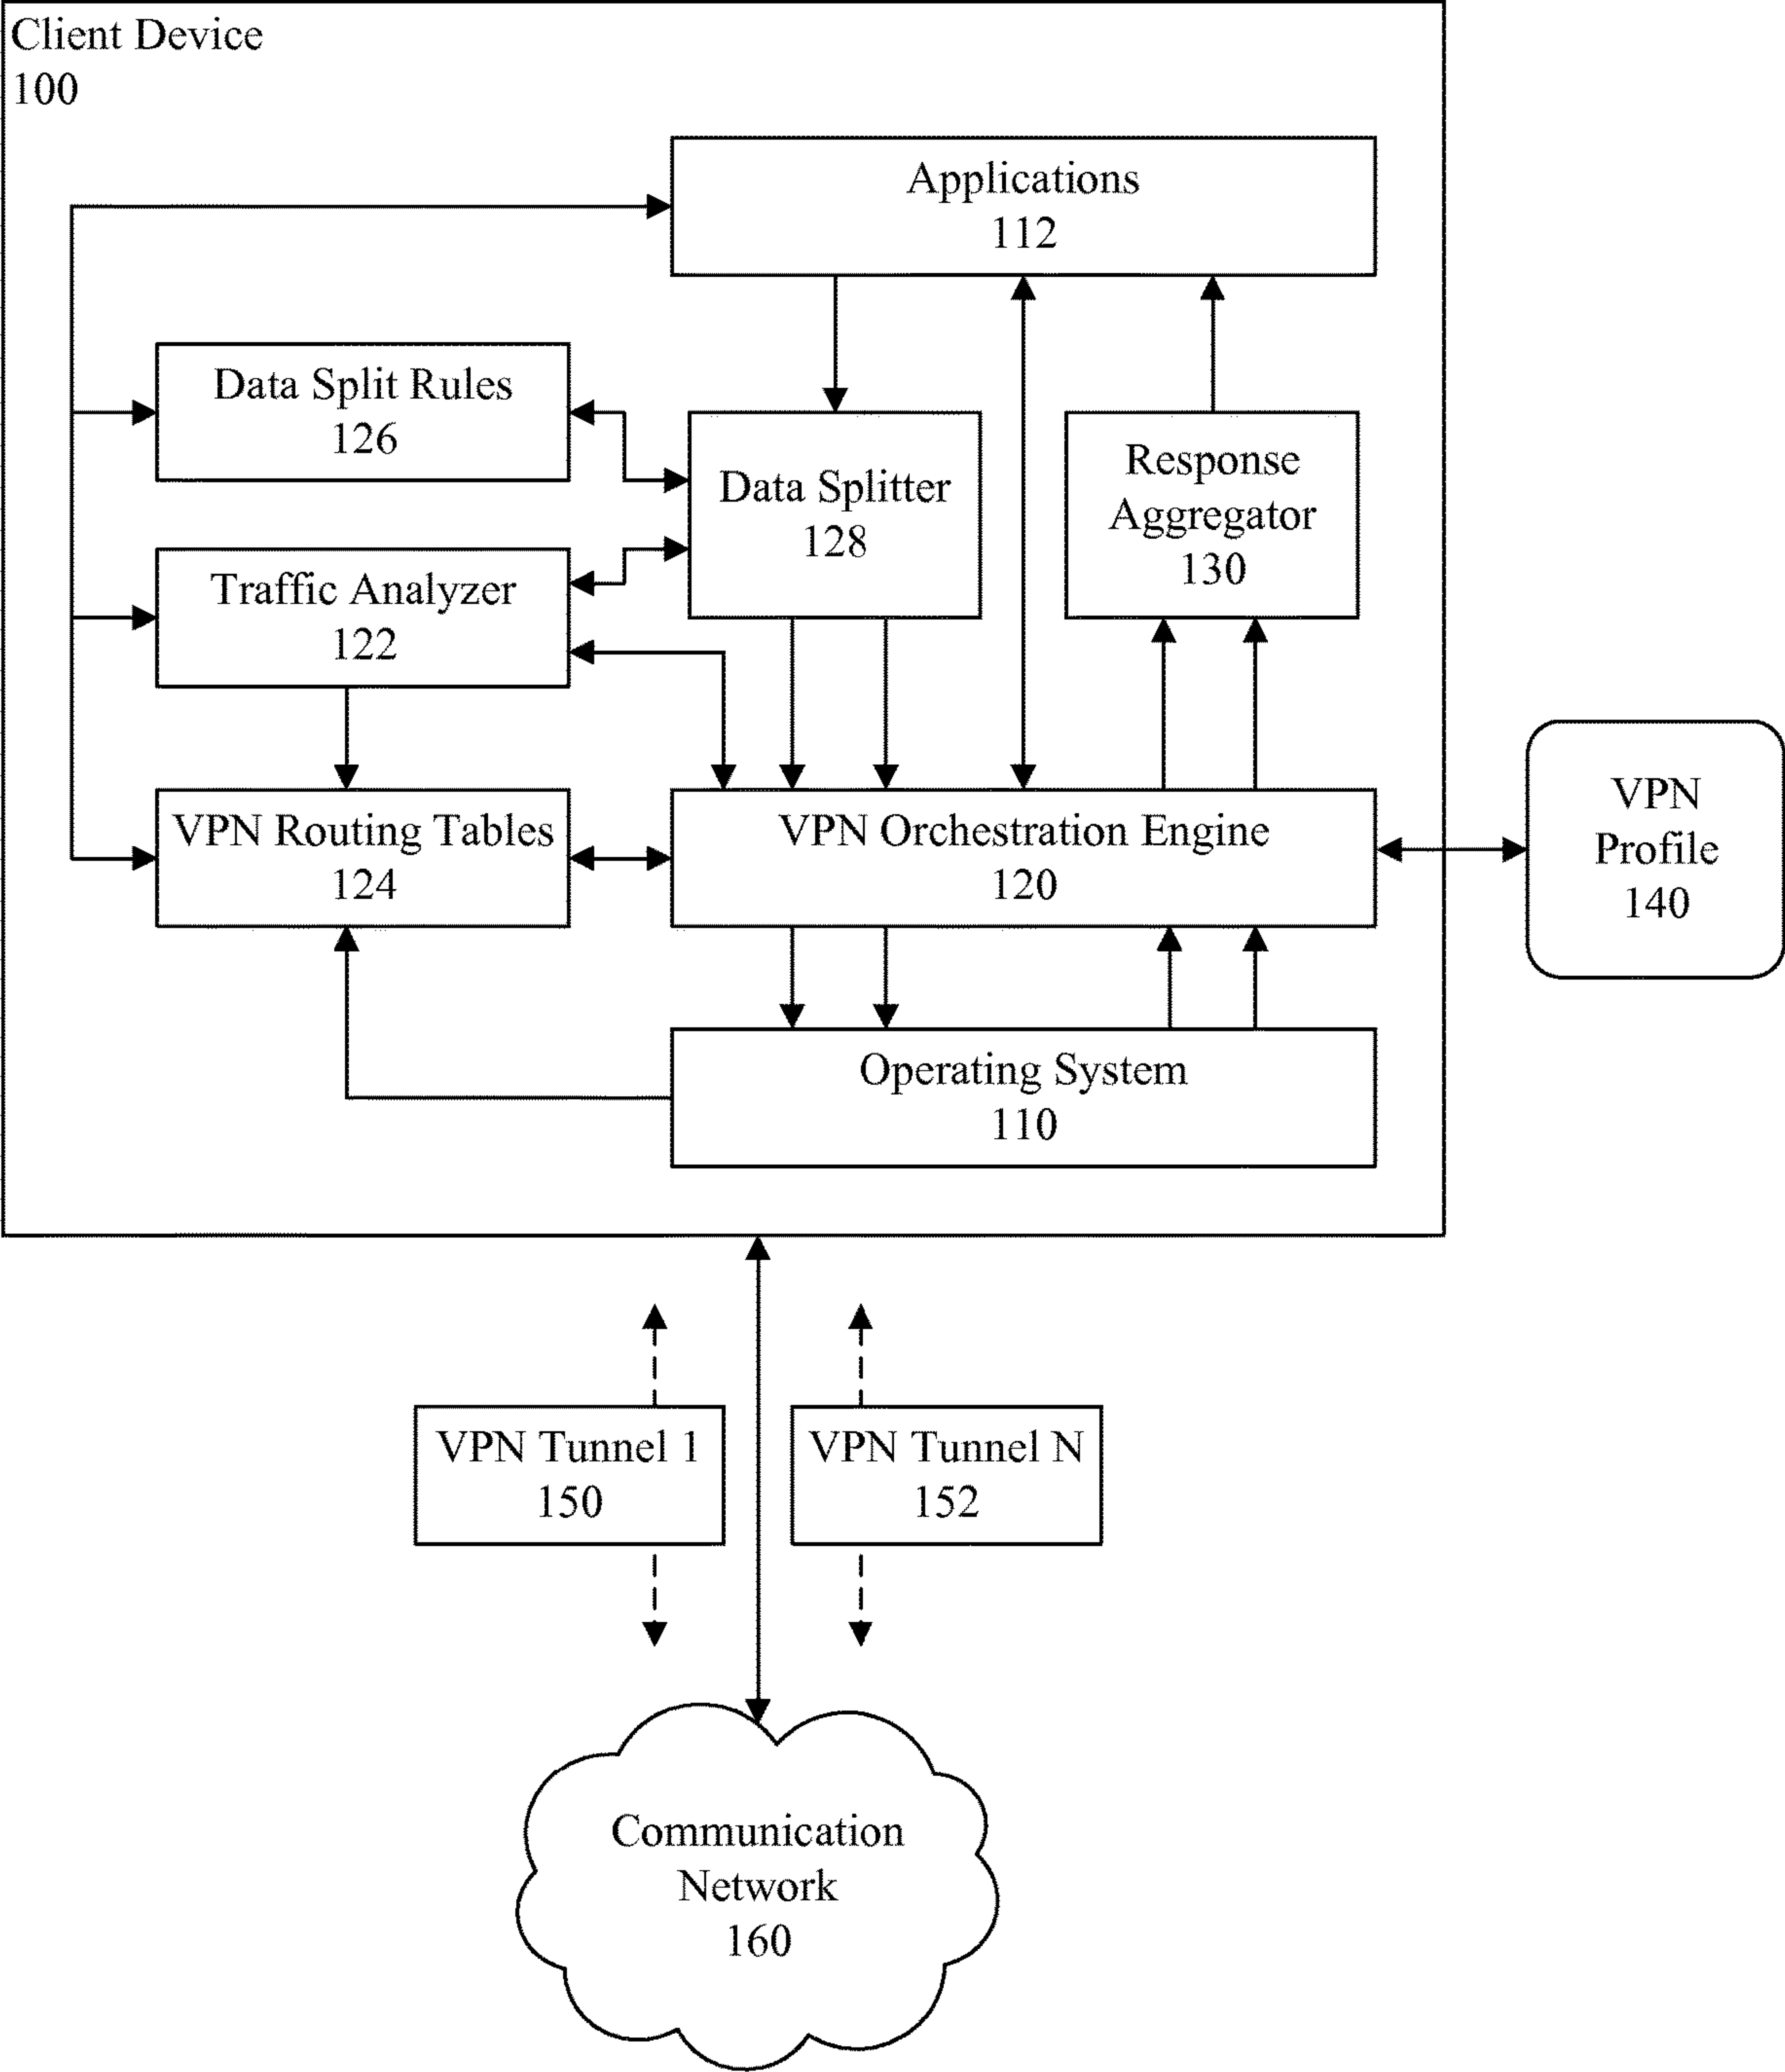 Client Device
100
Applications
112
Data Split Rules
126
Data Splitter
128
Response
Aggregator
130
Traffic Analyzer
122
VPN Routing Tables
124
VPN Orchestration Engine
120
VPN
Profile
140
Operating System
110
VPN Tunnel 1
150
VPN Tunnel N
152
Communication
Network
160